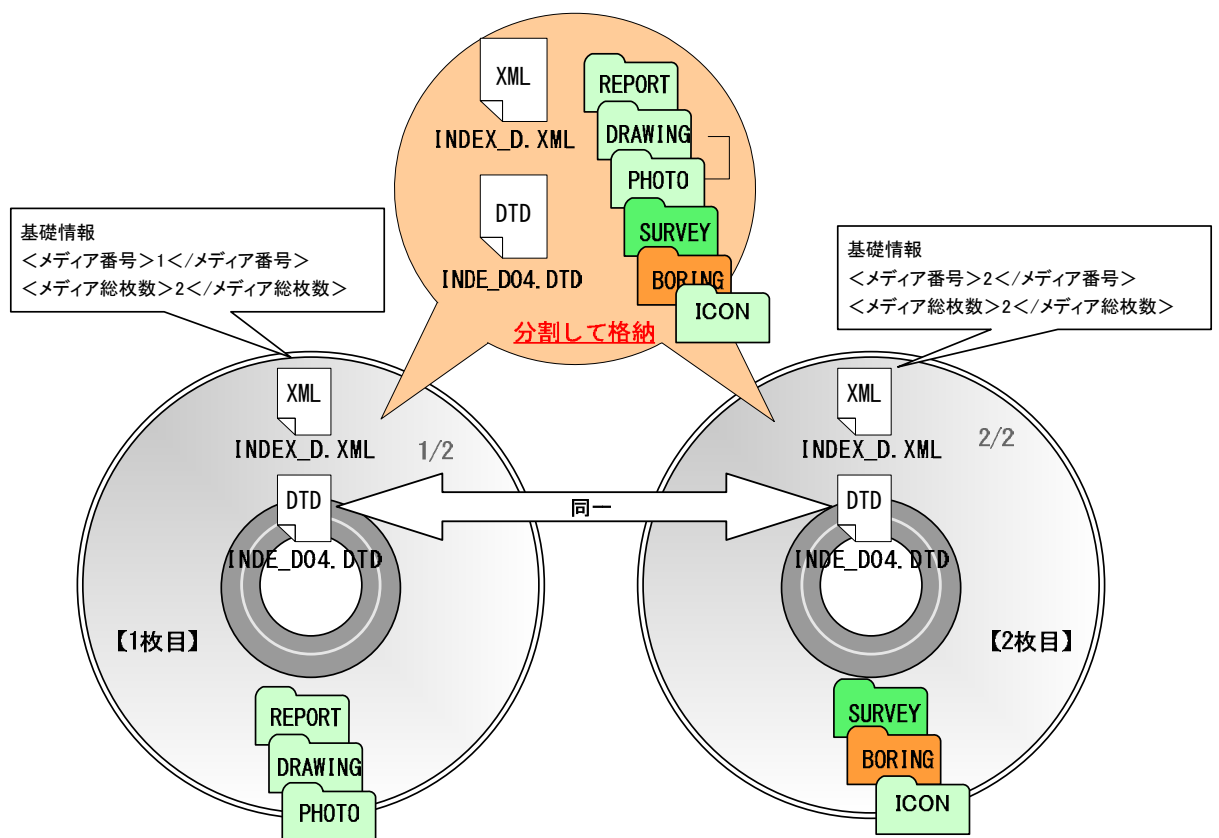 XML
INDEX_D.XML
DTD
INDE_D04.DTD
REPORT
DRAWING
PHOTO
SURVEY
BORING
ICON
分割して格納
基礎情報
<メディア番号>1</メディア番号>
<メディア総枚数>2</メディア総枚数>
基礎情報
<メディア番号>2</メディア番号>
<メディア総枚数>2</メディア総枚数>
XML
INDEX_D.XML
1/2
DTD
INDE_D04.DTD
【1枚目】
REPORT
DRAWING
PHOTO
同一
XML
INDEX_D.XML
2/2
DTD
INDE_D04.DTD
【2枚目】
SURVEY
BORING
ICON